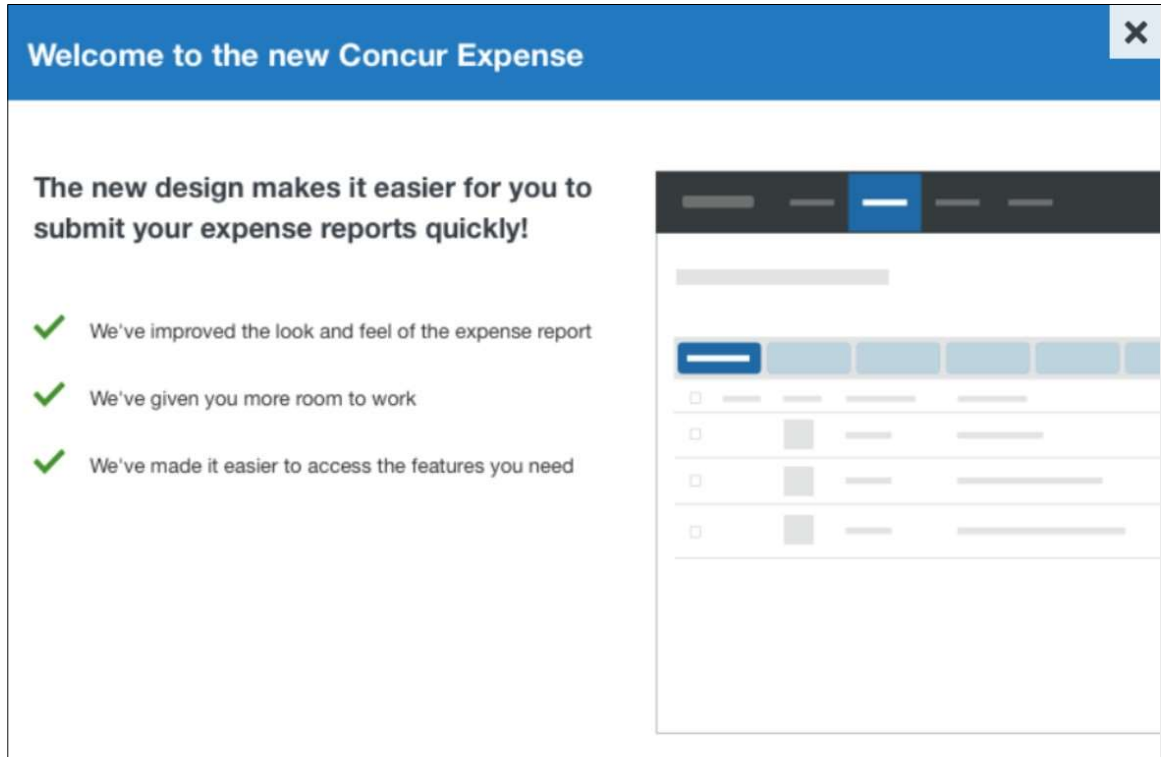 Welcome to the new Concur Expense
The new design makes it easier for you to
submit your expense reports quickly!
We've improved the look and feel of the expense report
We've given you more room to work
We've made it easier to access the features you need